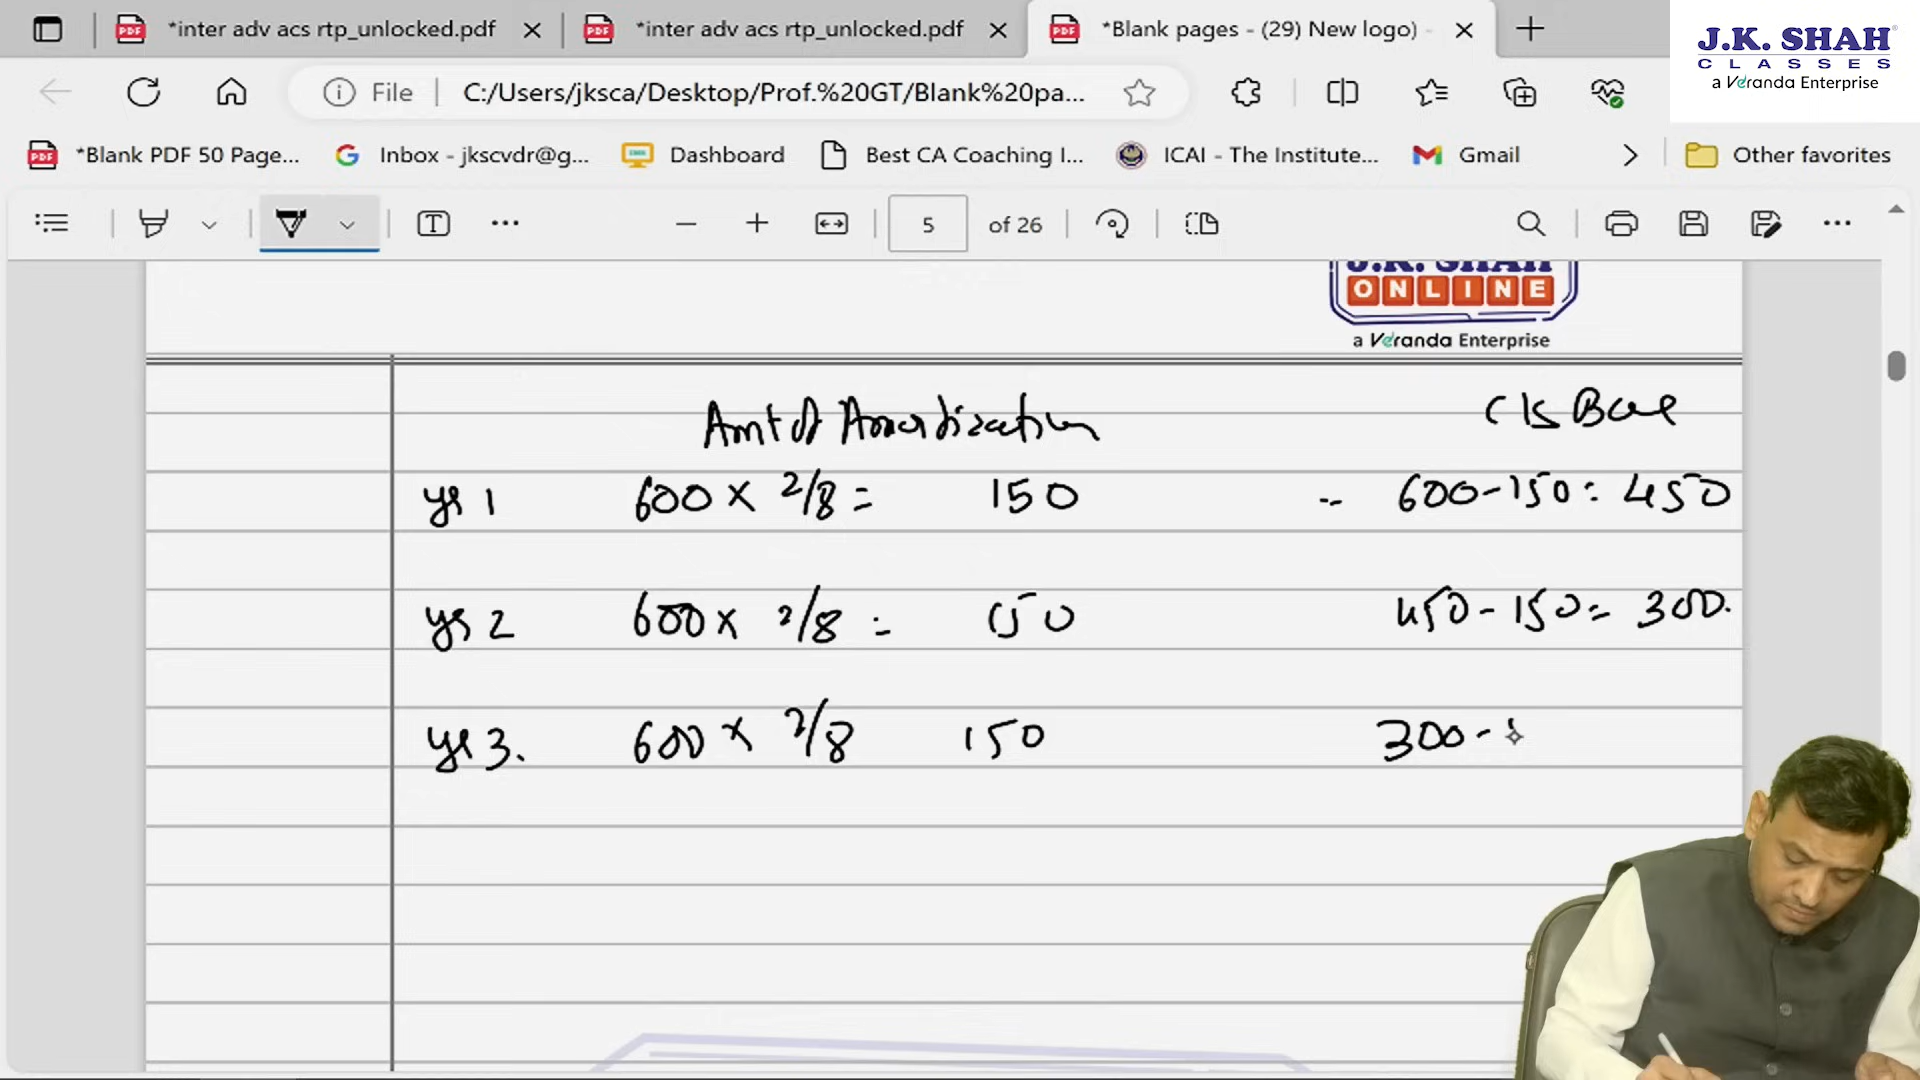 *inter adv acs rtp_unlocked.pdf
*inter adv acs rtp_unlocked.pdf
*Blank pages - (29) New logo) -
J.K. SHAH
CLASSES
a Veranda Enterprise
File
C:/Users/jksca/Desktop/Prof.%20GT/Blank%20pa...
*Blank PDF 50 Page...
Inbox - jkscvdr@g...
Dashboard
Best CA Coaching I...
ICAI - The Institute...
Gmail
Other favorites
5 of 26
J.K. SHAH
ONLINE
a Veranda Enterprise
Amt of Amortization
yr 1 600 x 2/8 = 150 -- 600-150 = 450
yr 2 600 x 2/8 = 150 450-150 = 300.
yr 3. 600 x 2/8 150 300-